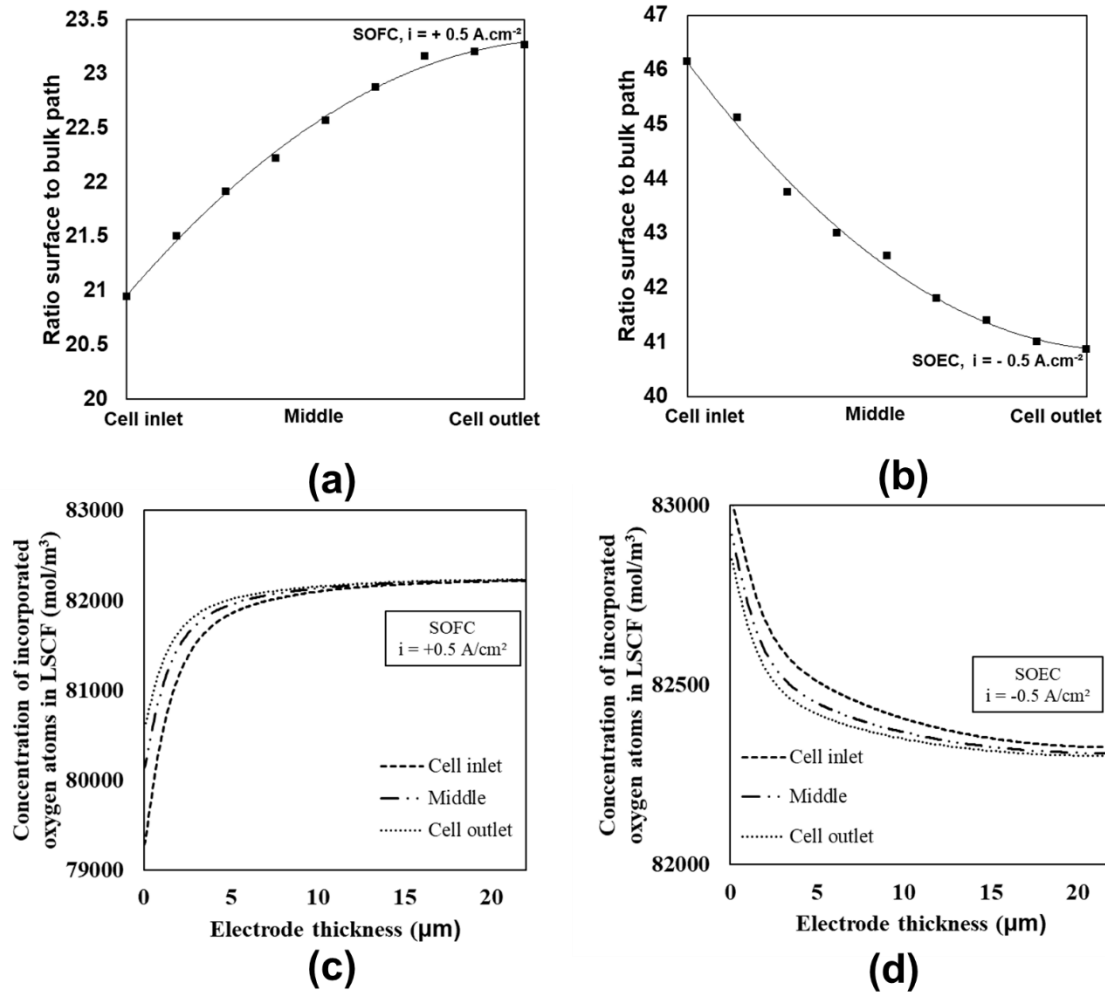 Ratio surface to bulk path
23.5
23
22.5
22
21.5
21
20.5
20
SOFC, i = + 0.5 A.cm⁻²
Cell inlet
Middle
Cell outlet
(a)
Ratio surface to bulk path
47
46
45
44
43
42
41
40
SOEC, i = - 0.5 A.cm⁻²
Cell inlet
Middle
Cell outlet
(b)
Concentration of incorporated
oxygen atoms in LSCF (mol/m³)
83000
82000
81000
80000
79000
SOFC
i = +0.5 A/cm²
Cell inlet
Middle
Cell outlet
0 5 10 15 20
Electrode thickness (µm)
(c)
Concentration of incorporated
oxygen atoms in LSCF (mol/m³)
83000
82500
82000
SOEC
i = -0.5 A/cm²
Cell inlet
Middle
Cell outlet
0 5 10 15 20
Electrode thickness (µm)
(d)